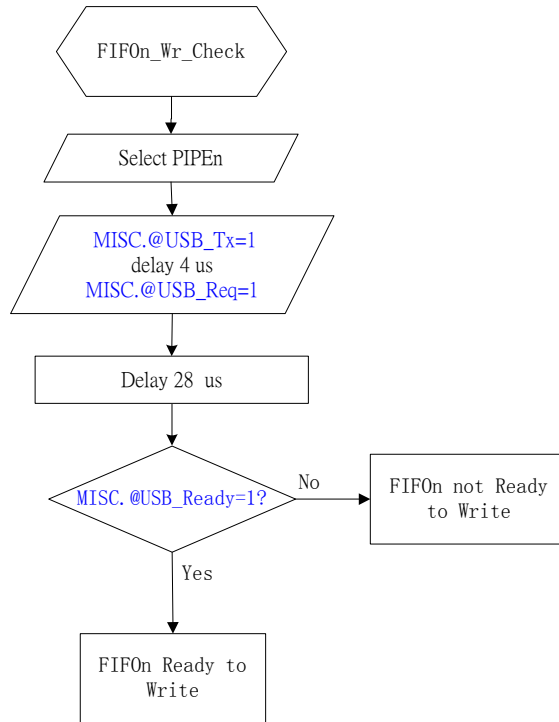 FIFOn_Wr_Check
Select PIPEn
MISC.@USB_Tx=1
delay 4 us
MISC.@USB_Req=1
Delay 28 us
MISC.@USB_Ready=1?
No
FIFOn not Ready
to Write
Yes
FIFOn Ready to
Write